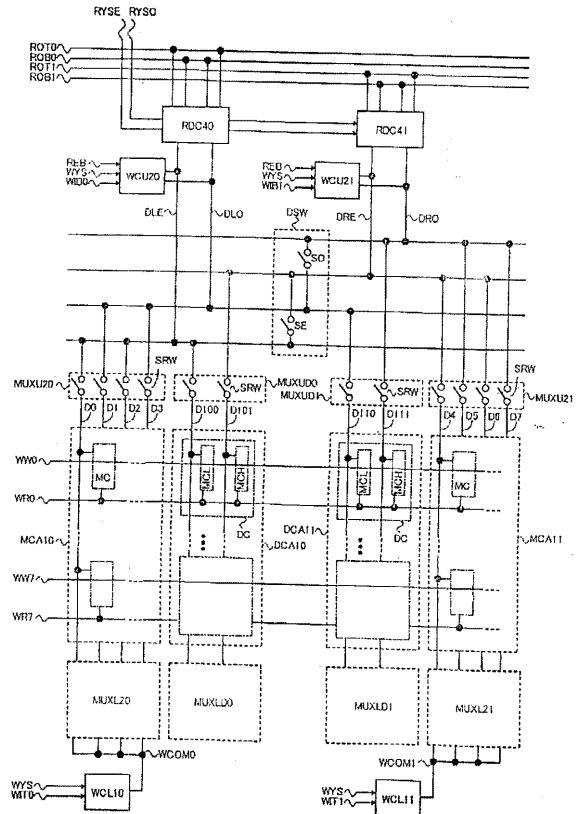 RYSE RYSO
ROT0
ROB0
ROT1
ROB1
RDC40 RDC41
REB
WYS
WIB0
WCU20
REB
WYS
WIB1
WCU21
DLE DLO DSW DRE DRO
SO
SE
SRW SRW
MUXU20 SRW MUXUD0 MUXUD1 SRW MUXU21
D0 D1 D2 D3 D100 D101 D110 D111 D4 D5 D6 D7
WW0
MC MCL MCH MCL MCH MC
WR0
DC DC
MCA10 DCA10 DCA11 MCA11
WW7
WR7
MUXL20 MUXLD0 MUXLD1 MUXL21
WCOM0 WCOM1
WYS
WIT0
WCL10
WYS
WIT1
WCL11